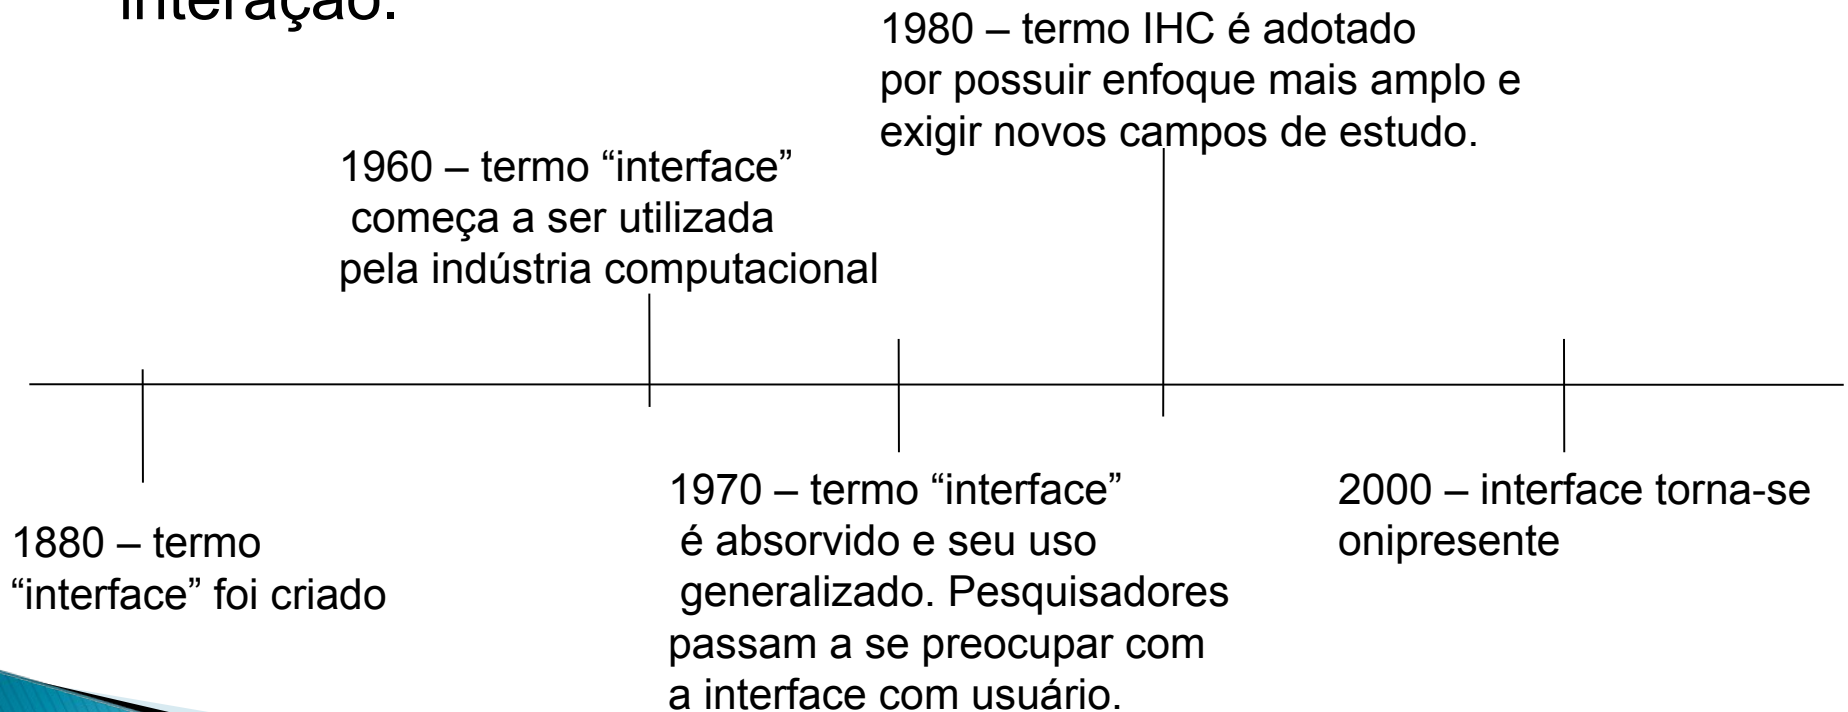 interação.
1980 – termo IHC é adotado
por possuir enfoque mais amplo e
exigir novos campos de estudo.
1960 – termo “interface”
começa a ser utilizada
pela indústria computacional
1880 – termo
“interface” foi criado
1970 – termo “interface”
é absorvido e seu uso
generalizado. Pesquisadores
passam a se preocupar com
a interface com usuário.
2000 – interface torna-se
onipresente